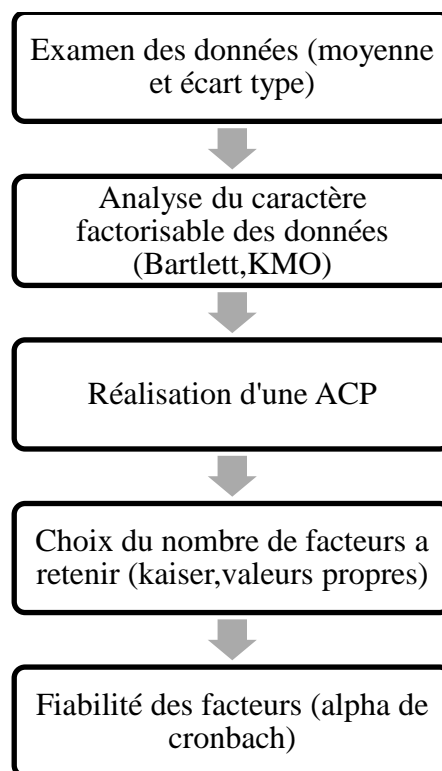 Examen des données (moyenne
et écart type)
Analyse du caractère
factorisable des données
(Bartlett,KMO)
Réalisation d'une ACP
Choix du nombre de facteurs a
retenir (kaiser,valeurs propres)
Fiabilité des facteurs (alpha de
cronbach)